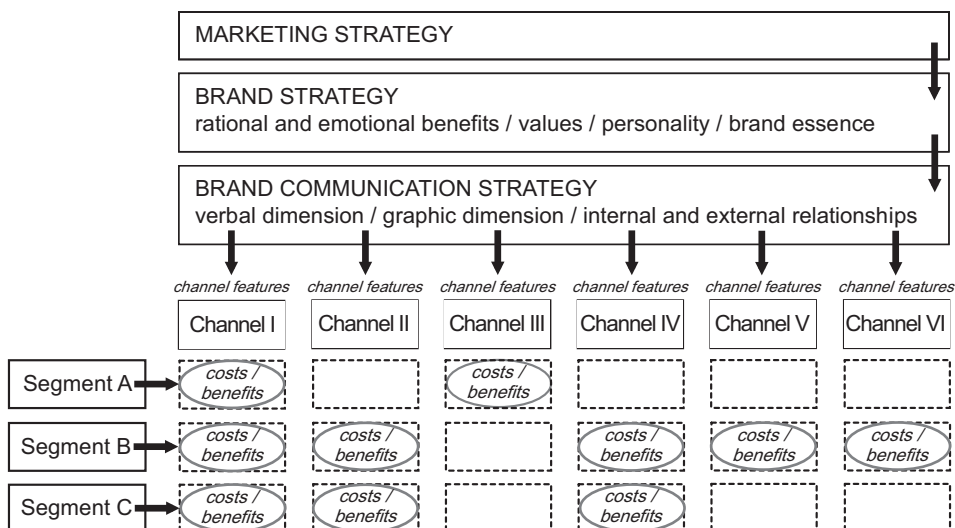 MARKETING STRATEGY
BRAND STRATEGY
rational and emotional benefits / values / personality / brand essence
BRAND COMMUNICATION STRATEGY
verbal dimension / graphic dimension / internal and external relationships
channel features channel features channel features channel features channel features channel features
Channel I Channel II Channel III Channel IV Channel V Channel VI
Segment A costs / benefits costs / benefits
Segment B costs / benefits costs / benefits costs / benefits costs / benefits costs / benefits
Segment C costs / benefits costs / benefits costs / benefits